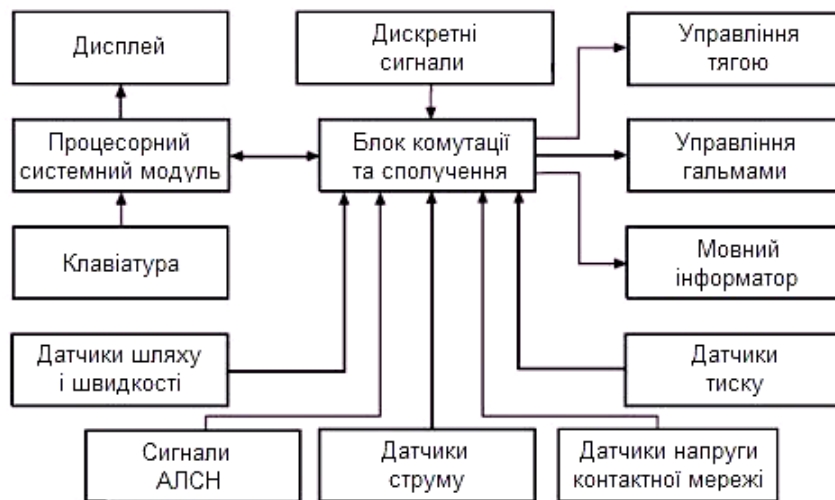 Дисплей
Дискретні
сигнали
Управління
тягою
Процесорний
системний модуль
Блок комутації
та сполучення
Управління
гальмами
Клавіатура
Мовний
інформатор
Датчики шляху
і швидкості
Датчики
тиску
Сигнали
АЛСН
Датчики
струму
Датчики напруги
контактної мережі